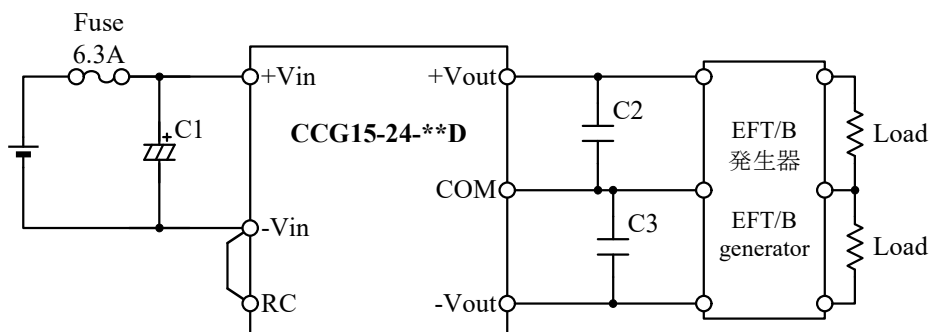 Fuse
6.3A
+Vin
+Vout
C1
CCG15-24-**D
C2
EFT/B
発生器
Load
COM
-Vin
C3
EFT/B
generator
Load
RC
-Vout